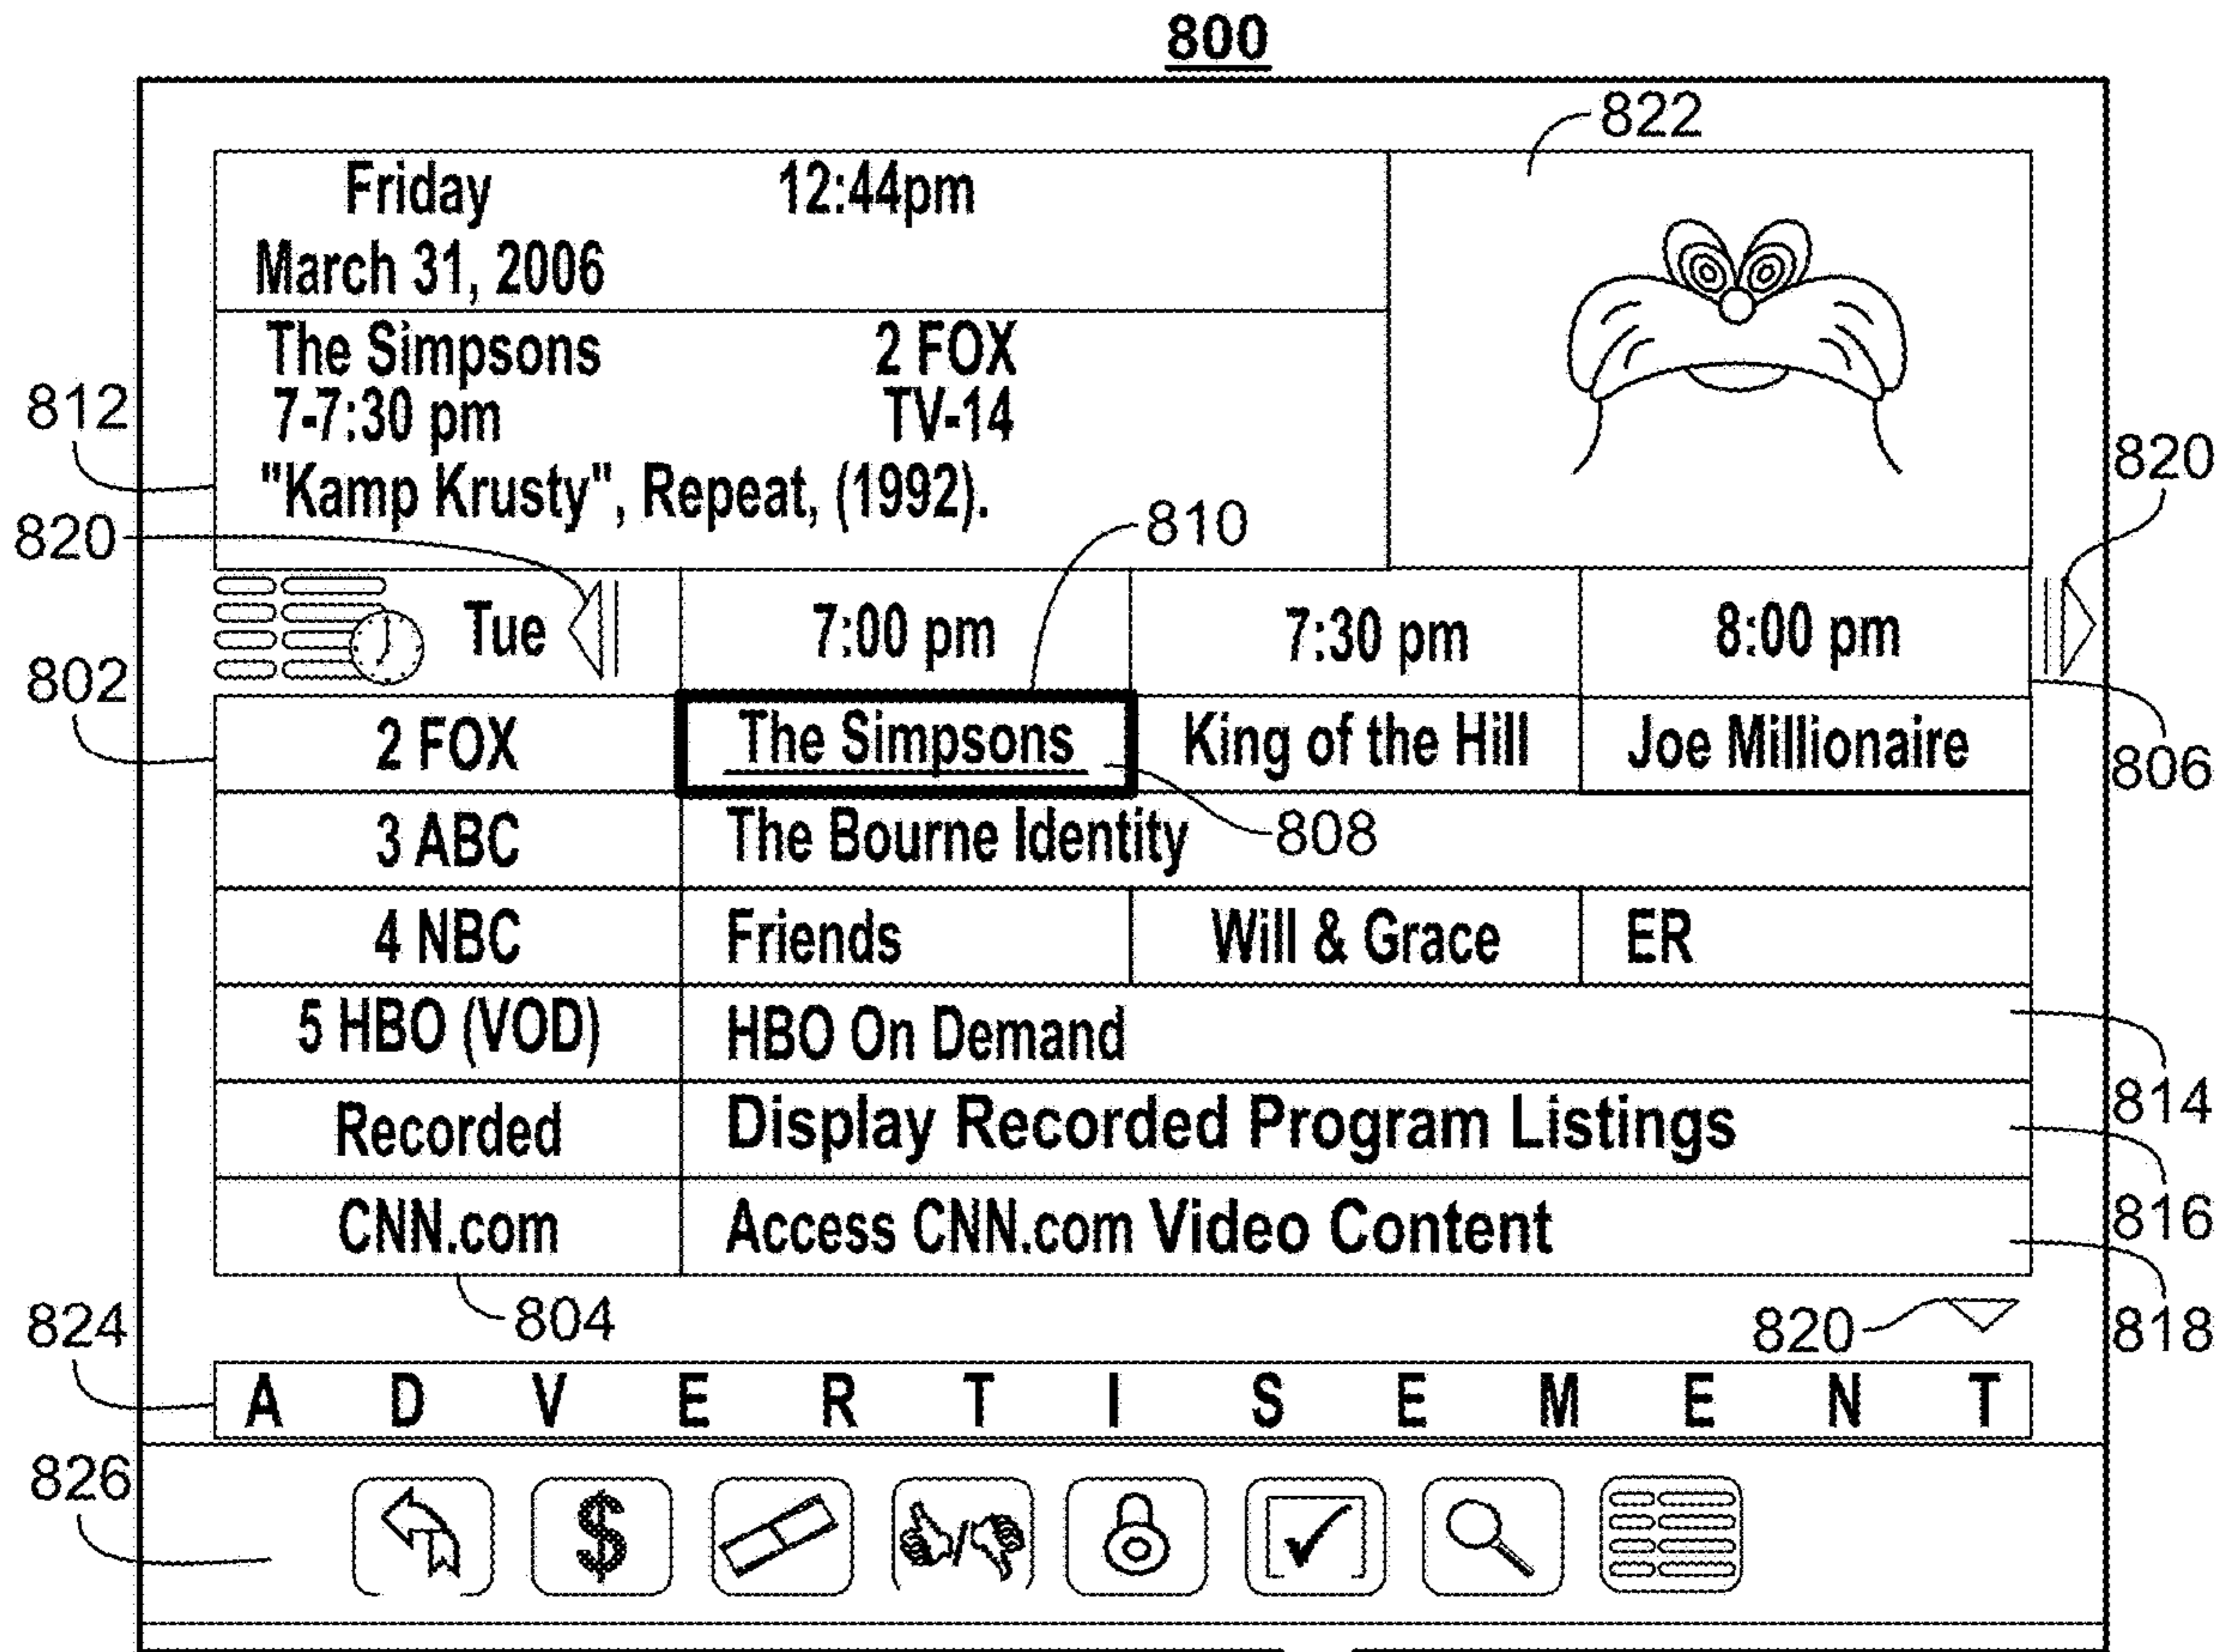 800
822
Friday 12:44pm
March 31, 2006
The Simpsons 2 FOX
7-7:30 pm TV-14
"Kamp Krusty", Repeat, (1992).
812
820
810
820
Tue 7:00 pm 7:30 pm 8:00 pm
802
2 FOX The Simpsons King of the Hill Joe Millionaire
806
3 ABC The Bourne Identity
808
4 NBC Friends Will & Grace ER
5 HBO (VOD) HBO On Demand
814
Recorded Display Recorded Program Listings
816
CNN.com Access CNN.com Video Content
818
804
820
824
A D V E R T I S E M E N T
826
$